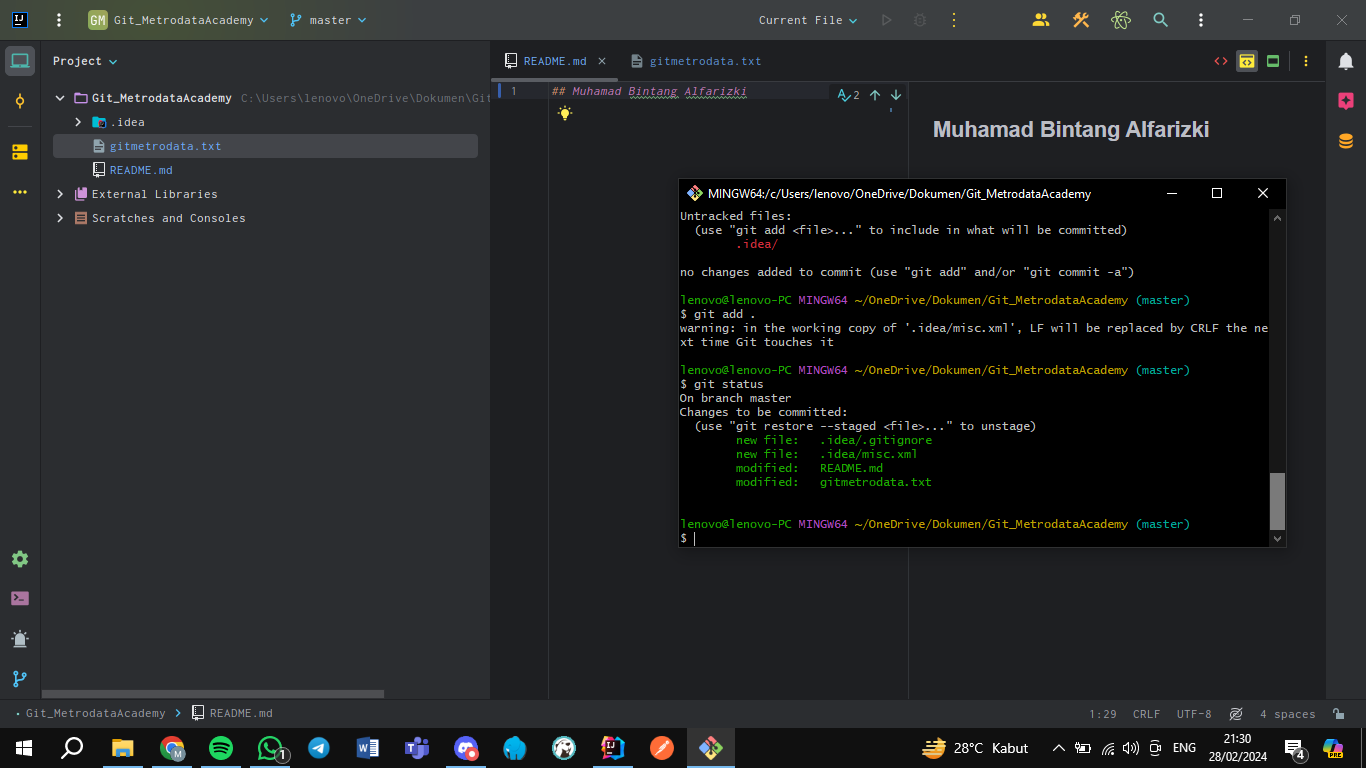 GM Git_MetrodataAcademy master Current File
Project
README.md gitmetrodata.txt
Git_MetrodataAcademy C:\Users\lenovo\OneDrive\Dokumen\Git
.idea
gitmetrodata.txt
README.md
External Libraries
Scratches and Consoles
1 ## Muhamad Bintang Alfarizki 2
Muhamad Bintang Alfarizki
MINGW64:/c/Users/lenovo/OneDrive/Dokumen/Git_MetrodataAcademy
Untracked files:
(use "git add <file>..." to include in what will be committed)
.idea/
no changes added to commit (use "git add" and/or "git commit -a")
lenovo@lenovo-PC MINGW64 ~/OneDrive/Dokumen/Git_MetrodataAcademy (master)
$ git add .
warning: in the working copy of '.idea/misc.xml', LF will be replaced by CRLF the ne
xt time Git touches it
lenovo@lenovo-PC MINGW64 ~/OneDrive/Dokumen/Git_MetrodataAcademy (master)
$ git status
On branch master
Changes to be committed:
(use "git restore --staged <file>..." to unstage)
new file:   .idea/.gitignore
new file:   .idea/misc.xml
modified:   README.md
modified:   gitmetrodata.txt
lenovo@lenovo-PC MINGW64 ~/OneDrive/Dokumen/Git_MetrodataAcademy (master)
$
Git_MetrodataAcademy README.md 1:29 CRLF UTF-8 4 spaces
28°C Kabut ENG 21:30
28/02/2024